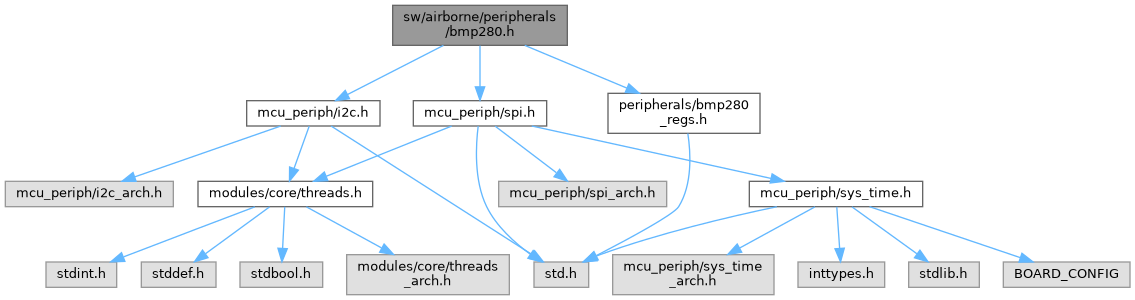 sw/airborne/peripherals
/bmp280.h
mcu_periph/i2c.h
mcu_periph/spi.h
peripherals/bmp280
_regs.h
mcu_periph/i2c_arch.h
modules/core/threads.h
mcu_periph/spi_arch.h
mcu_periph/sys_time.h
stdint.h
stddef.h
stdbool.h
modules/core/threads
_arch.h
std.h
mcu_periph/sys_time
_arch.h
inttypes.h
stdlib.h
BOARD_CONFIG